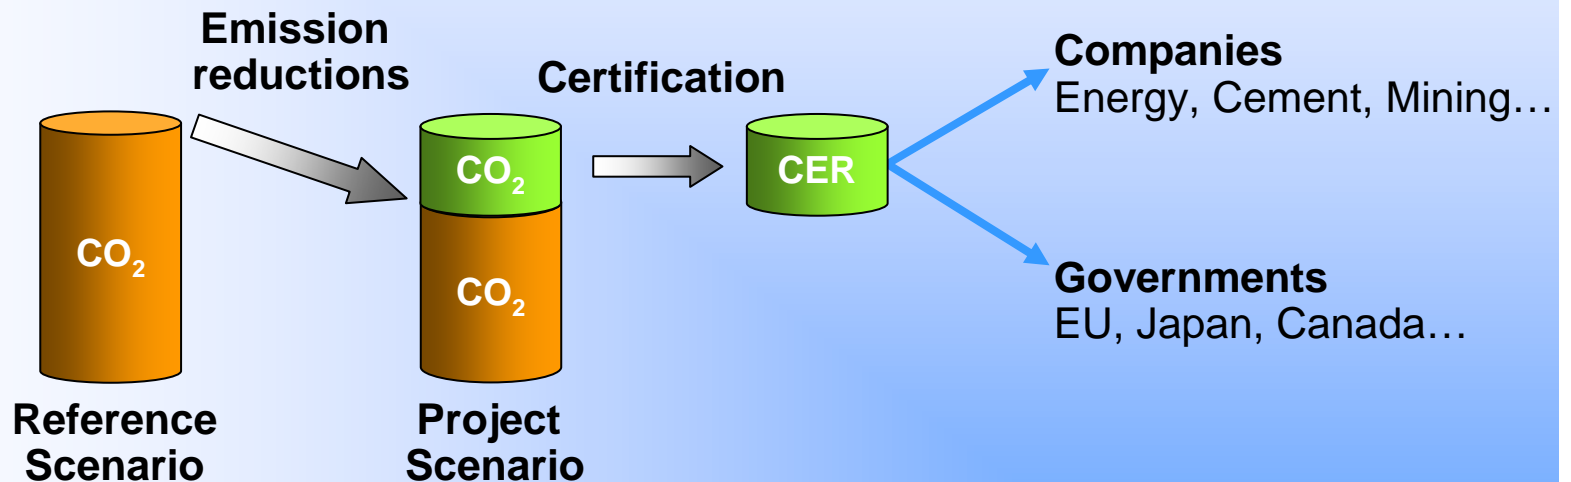 Emission
reductions
Certification
Companies
Energy, Cement, Mining…
CO₂
CO₂
CO₂
CER
Governments
EU, Japan, Canada…
Reference
Scenario
Project
Scenario